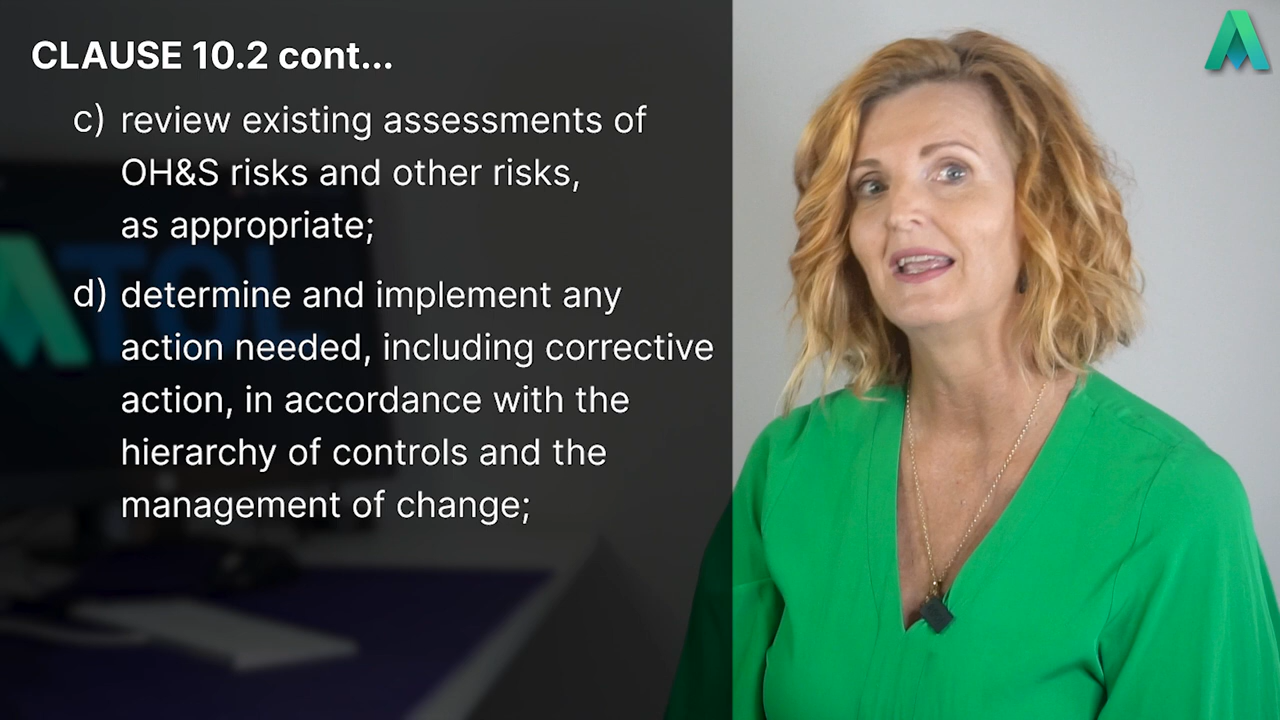 CLAUSE 10.2 cont...
c) review existing assessments of
OH&S risks and other risks,
as appropriate;
d) determine and implement any
action needed, including corrective
action, in accordance with the
hierarchy of controls and the
management of change;
ATOL